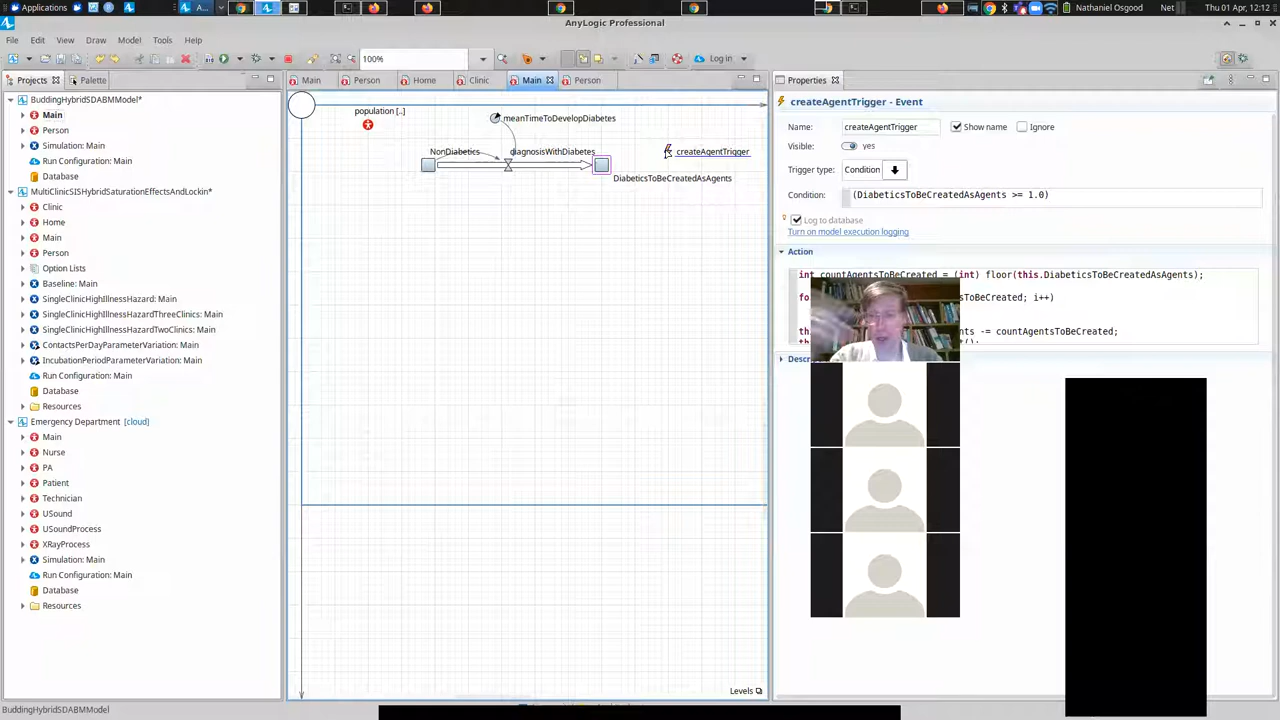 Applications
A...
A...
Nathaniel Osgood
Net
Thu 01 Apr, 12:12
AnyLogic Professional
File Edit View Draw Model Tools Help
100%
Log in
Projects
Palette
Main
Person
Home
Clinic
Main
Person
Properties
BuddingHybridSDABMModel*
Main
Person
Simulation: Main
Run Configuration: Main
Database
MultiClinicSISHybridSaturationEffectsAndLockin*
Clinic
Home
Main
Person
Option Lists
Baseline: Main
SingleClinicHighIllnessHazard: Main
SingleClinicHighIllnessHazardThreeClinics: Main
SingleClinicHighIllnessHazardTwoClinics: Main
ContactsPerDayParameterVariation: Main
IncubationPeriodParameterVariation: Main
Run Configuration: Main
Database
Resources
Emergency Department [cloud]
Main
Nurse
PA
Patient
Technician
USound
USoundProcess
XRayProcess
Simulation: Main
Run Configuration: Main
Database
Resources
population [..]
meanTimeToDevelopDiabetes
NonDiabetics
diagnosisWithDiabetes
createAgentTrigger
DiabeticsToBeCreatedAsAgents
Levels
createAgentTrigger - Event
Name: createAgentTrigger Show name Ignore
Visible: yes
Trigger type: Condition
Condition: (DiabeticsToBeCreatedAsAgents >= 1.0)
Log to database
Turn on model execution logging
Action
int countAgentsToBeCreated = (int) floor(this.DiabeticsToBeCreatedAsAgents);
fo sToBeCreated; i++)
th nts -= countAgentsToBeCreated;
Desc
BuddingHybridSDABMModel